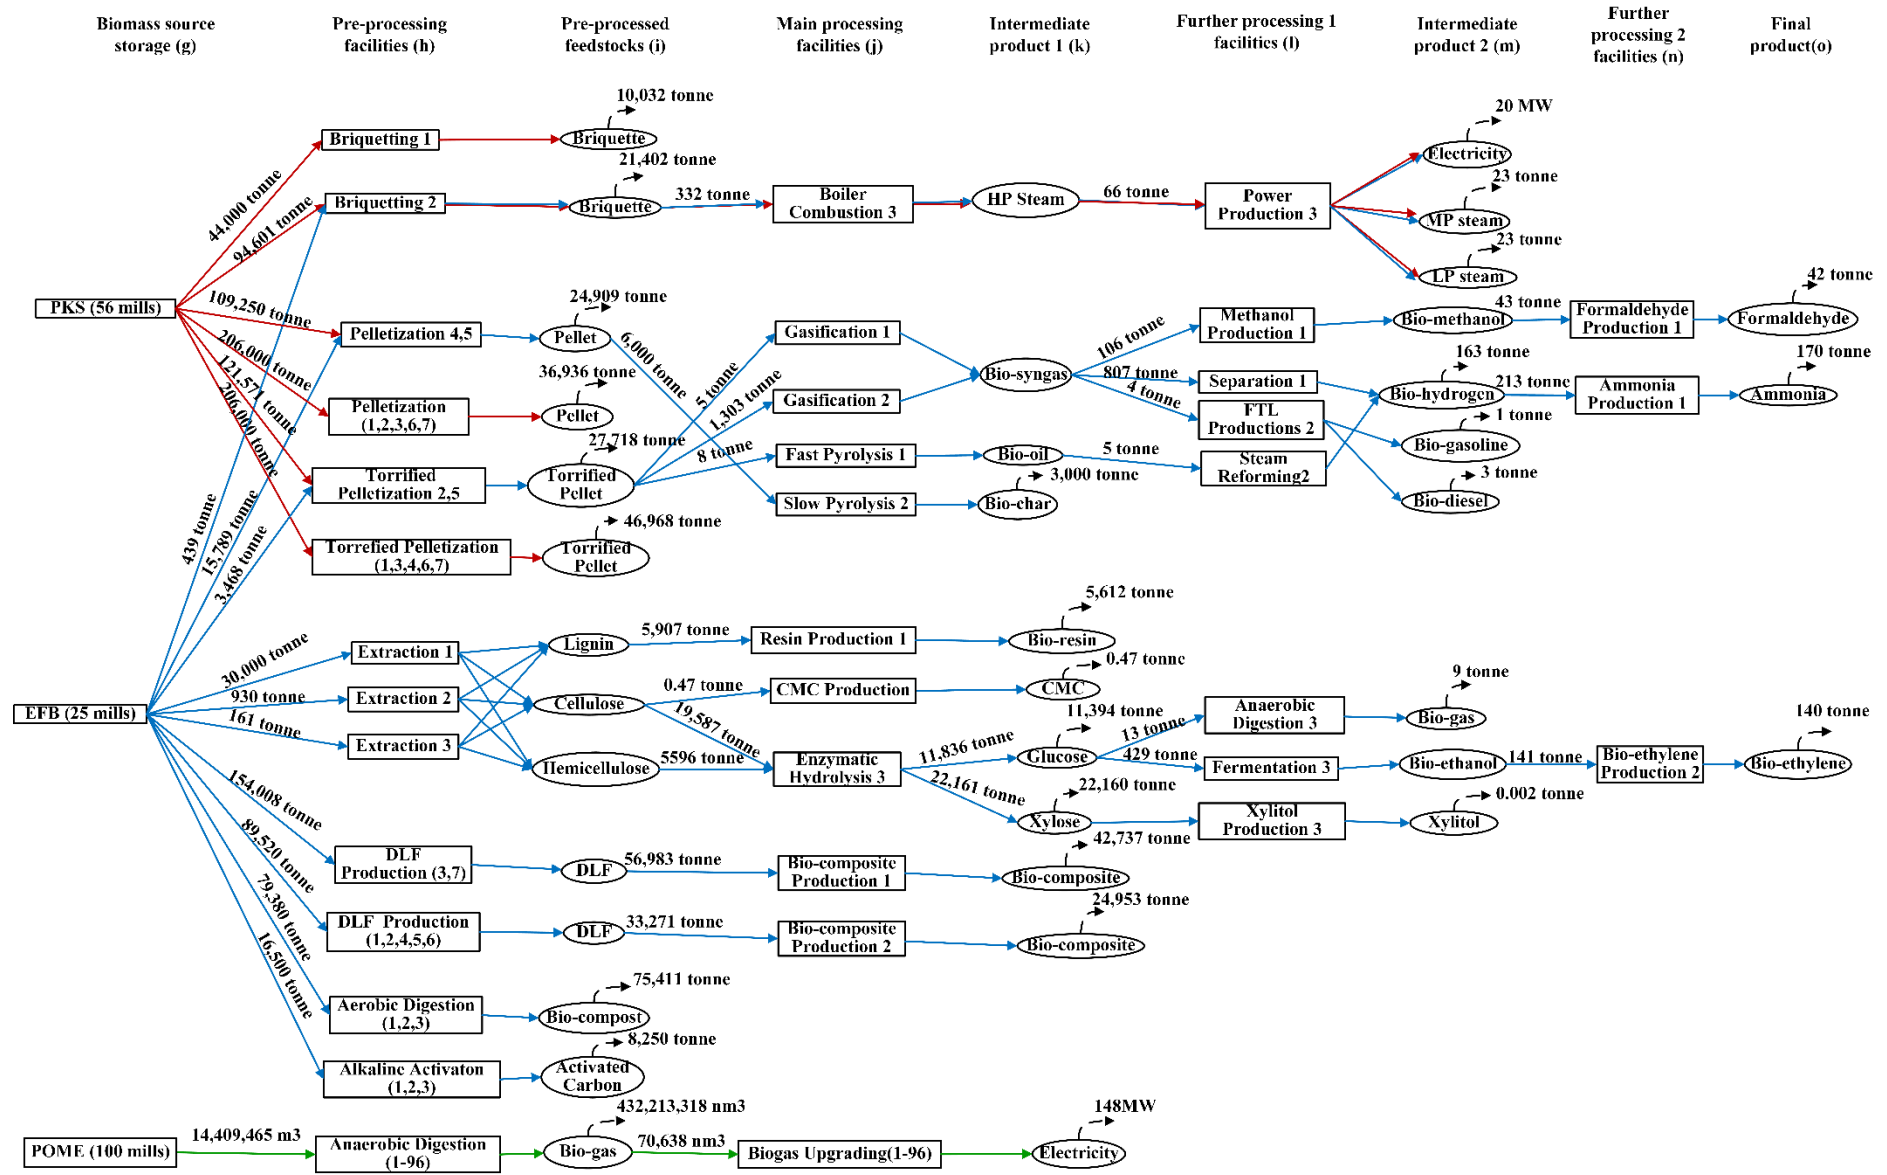 Biomass source
storage (g)
Pre-processing
facilities (h)
Pre-processed
feedstocks (i)
Main processing
facilities (j)
Intermediate
product 1 (k)
Further processing 1
facilities (l)
Intermediate
product 2 (m)
Further
processing 2
facilities (n)
Final
product(o)
10,032 tonne
Briquetting 1
Briquette
44,000 tonne
21,402 tonne
94,601 tonne
Briquetting 2
Briquette
332 tonne
Boiler
Combustion 3
HP Steam
66 tonne
Power
Production 3
20 MW
Electricity
23 tonne
MP steam
23 tonne
LP steam
PKS (56 mills)
109,250 tonne
Pelletization 4,5
24,909 tonne
Pellet
6,000 tonne
206,000 tonne
Pelletization
(1,2,3,6,7)
36,936 tonne
Pellet
121,571 tonne
Torrified
Pelletization 2,5
27,718 tonne
Torrified
Pellet
206,000 tonne
Torrefied Pelletization
(1,3,4,6,7)
46,968 tonne
Torrified
Pellet
5 tonne
Gasification 1
1,303 tonne
Gasification 2
8 tonne
Fast Pyrolysis 1
Slow Pyrolysis 2
Bio-syngas
Bio-oil
3,000 tonne
Bio-char
106 tonne
Methanol
Production 1
807 tonne
Separation 1
4 tonne
FTL
Productions 2
5 tonne
Steam
Reforming2
Bio-methanol
43 tonne
Formaldehyde
Production 1
42 tonne
Formaldehyde
163 tonne
Bio-hydrogen
213 tonne
Ammonia
Production 1
170 tonne
Ammonia
1 tonne
Bio-gasoline
3 tonne
Bio-diesel
439 tonne
15,789 tonne
3,468 tonne
EFB (25 mills)
30,000 tonne
Extraction 1
930 tonne
Extraction 2
161 tonne
Extraction 3
Lignin
5,907 tonne
Resin Production 1
5,612 tonne
Bio-resin
Cellulose
0.47 tonne
CMC Production
0.47 tonne
CMC
19,587 tonne
Hemicellulose
5596 tonne
Enzymatic
Hydrolysis 3
11,836 tonne
11,394 tonne
Glucose
13 tonne
Anaerobic
Digestion 3
9 tonne
Bio-gas
429 tonne
Fermentation 3
Bio-ethanol
141 tonne
Bio-ethylene
Production 2
140 tonne
Bio-ethylene
22,161 tonne
22,160 tonne
Xylose
Xylitol
Production 3
0.002 tonne
Xylitol
154,008 tonne
DLF
Production (3,7)
DLF
56,983 tonne
Bio-composite
Production 1
42,737 tonne
Bio-composite
89,520 tonne
DLF Production
(1,2,4,5,6)
DLF
33,271 tonne
Bio-composite
Production 2
24,953 tonne
Bio-composite
79,380 tonne
Aerobic Digestion
(1,2,3)
75,411 tonne
Bio-compost
16,500 tonne
Alkaline Activaton
(1,2,3)
8,250 tonne
Activated
Carbon
POME (100 mills)
14,409,465 m3
Anaerobic Digestion
(1-96)
432,213,318 nm3
Bio-gas
70,638 nm3
Biogas Upgrading(1-96)
148MW
Electricity